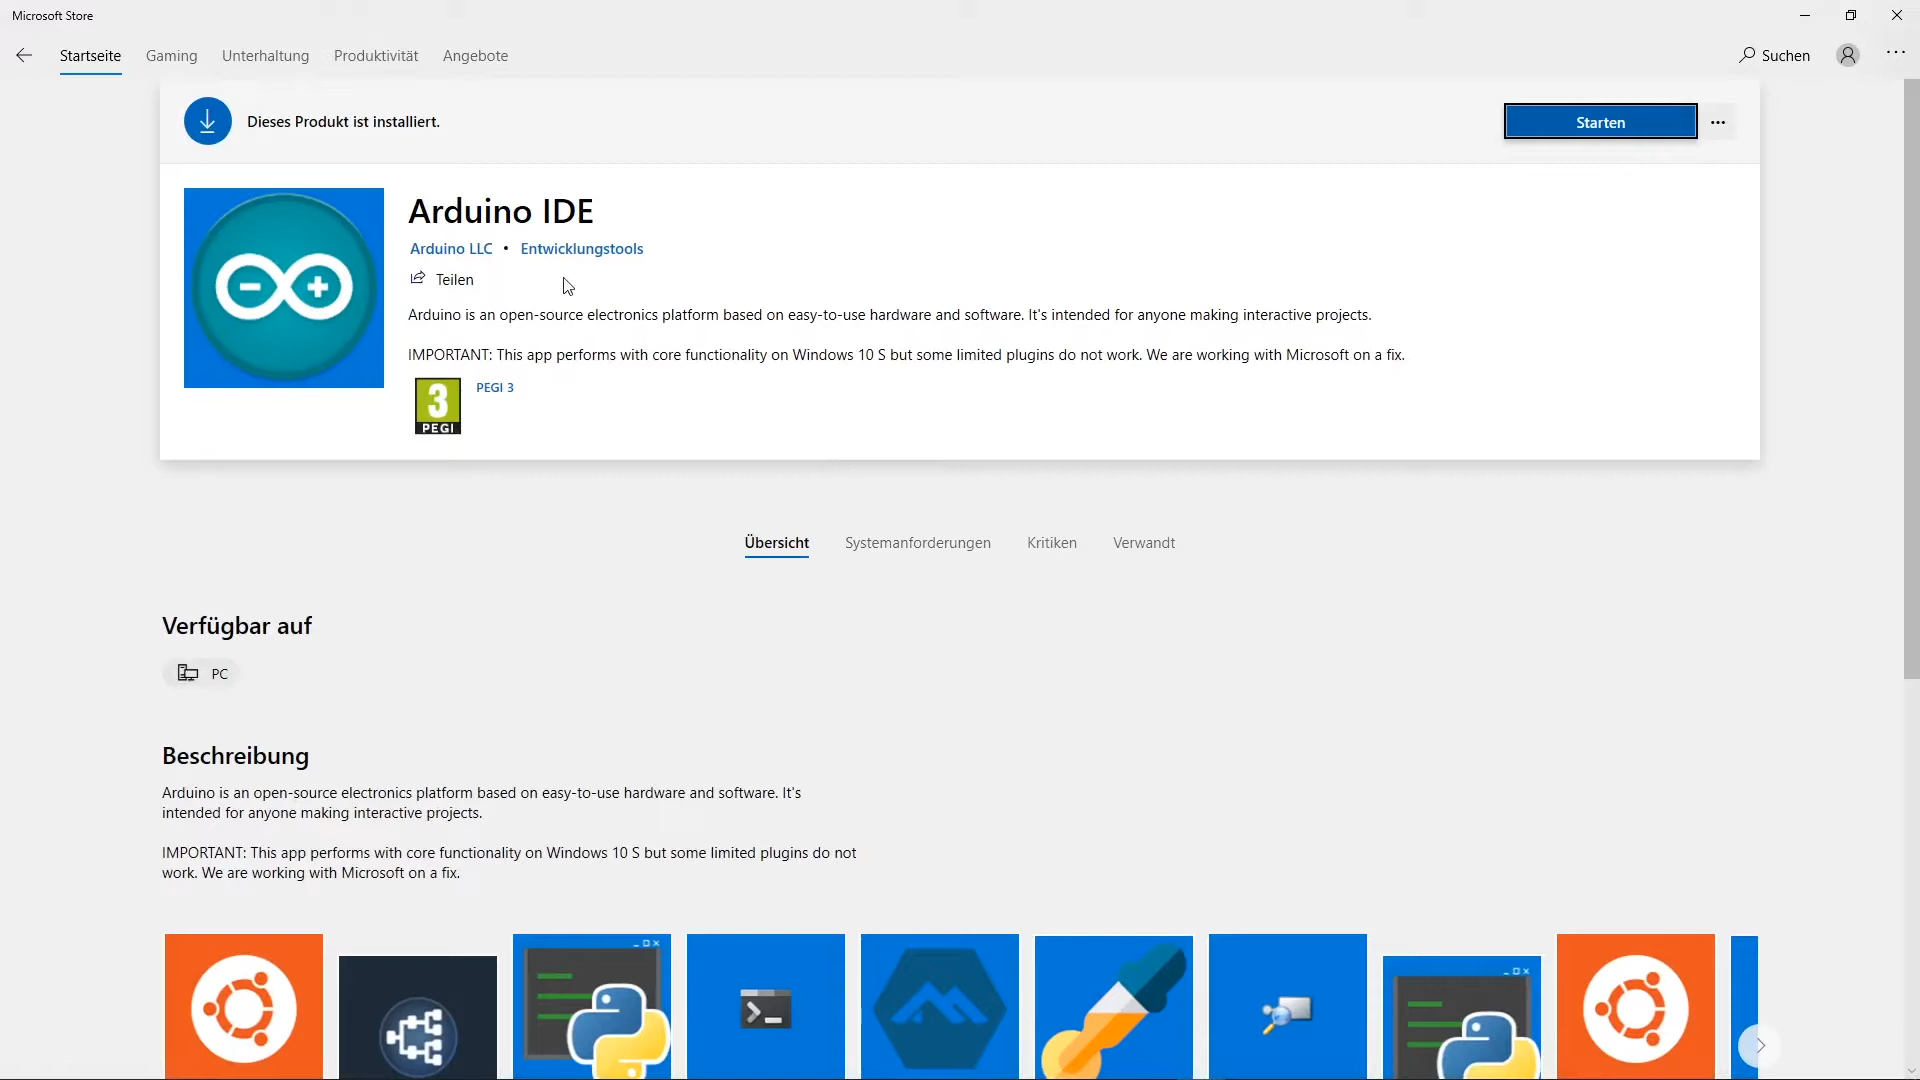 Microsoft Store
Startseite Gaming Unterhaltung Produktivität Angebote Suchen
Dieses Produkt ist installiert. Starten
Arduino IDE
Arduino LLC • Entwicklungstools
Teilen
Arduino is an open-source electronics platform based on easy-to-use hardware and software. It's intended for anyone making interactive projects.
IMPORTANT: This app performs with core functionality on Windows 10 S but some limited plugins do not work. We are working with Microsoft on a fix.
3 PEGI 3
PEGI
Übersicht Systemanforderungen Kritiken Verwandt
Verfügbar auf
PC
Beschreibung
Arduino is an open-source electronics platform based on easy-to-use hardware and software. It's
intended for anyone making interactive projects.
IMPORTANT: This app performs with core functionality on Windows 10 S but some limited plugins do not
work. We are working with Microsoft on a fix.